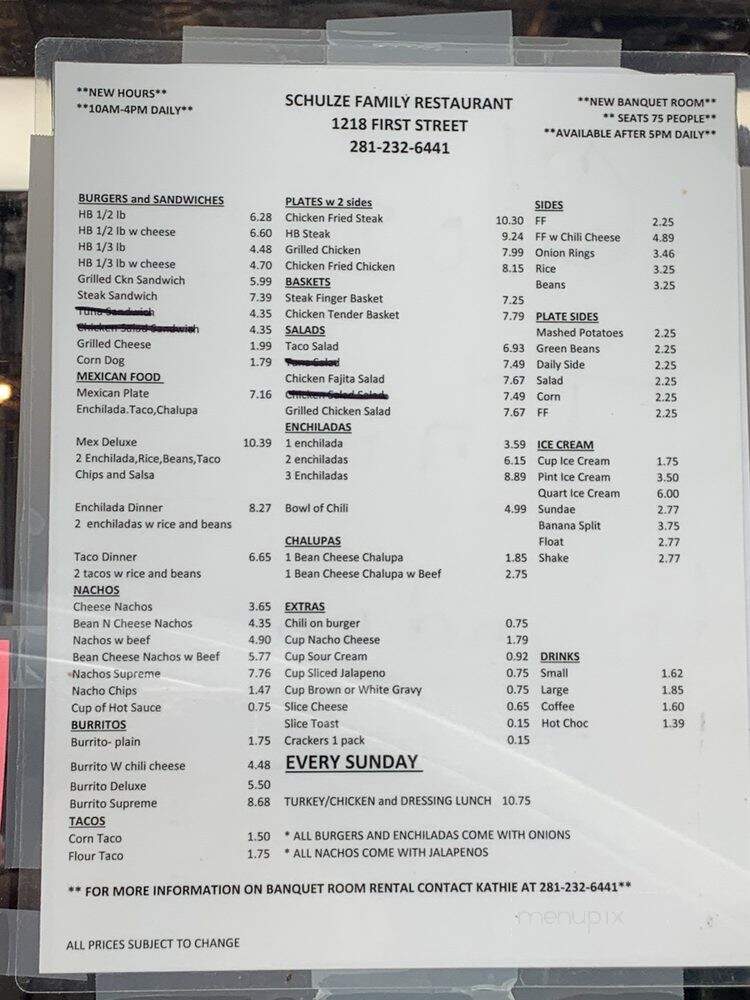 **NEW HOURS**
**10AM-4PM DAILY**
SCHULZE FAMILY RESTAURANT
1218 FIRST STREET
281-232-6441
**NEW BANQUET ROOM**
** SEATS 75 PEOPLE**
**AVAILABLE AFTER 5PM DAILY**
BURGERS and SANDWICHES
HB 1/2 lb 6.28
HB 1/2 lb w cheese 6.60
HB 1/3 lb 4.48
HB 1/3 lb w cheese 4.70
Grilled Ckn Sandwich 5.99
Steak Sandwich 7.39
Tuna Sandwich 4.35
Chicken Salad Sandwich 4.35
Grilled Cheese 1.99
Corn Dog 1.79
MEXICAN FOOD
Mexican Plate 7.16
Enchilada.Taco,Chalupa
Mex Deluxe 10.39
2 Enchilada,Rice,Beans,Taco
Chips and Salsa
Enchilada Dinner 8.27
2 enchiladas w rice and beans
Taco Dinner 6.65
2 tacos w rice and beans
NACHOS
Cheese Nachos 3.65
Bean N Cheese Nachos 4.35
Nachos w beef 4.90
Bean Cheese Nachos w Beef 5.77
Nachos Supreme 7.76
Nacho Chips 1.47
Cup of Hot Sauce 0.75
BURRITOS
Burrito- plain 1.75
Burrito W chili cheese 4.48
Burrito Deluxe 5.50
Burrito Supreme 8.68
TACOS
Corn Taco 1.50
Flour Taco 1.75
PLATES w 2 sides
Chicken Fried Steak 10.30
HB Steak 9.24
Grilled Chicken 7.99
Chicken Fried Chicken 8.15
BASKETS
Steak Finger Basket 7.25
Chicken Tender Basket 7.79
SALADS
Taco Salad 6.93
Tuna Salad 7.49
Chicken Fajita Salad 7.67
Chicken Salad Salad 7.49
Grilled Chicken Salad 7.67
ENCHILADAS
1 enchilada 3.59
2 enchiladas 6.15
3 Enchiladas 8.89
Bowl of Chili 4.99
CHALUPAS
1 Bean Cheese Chalupa 1.85
1 Bean Cheese Chalupa w Beef 2.75
EXTRAS
Chili on burger 0.75
Cup Nacho Cheese 1.79
Cup Sour Cream 0.92
Cup Sliced Jalapeno 0.75
Cup Brown or White Gravy 0.75
Slice Cheese 0.65
Slice Toast 0.15
Crackers 1 pack 0.15
EVERY SUNDAY
TURKEY/CHICKEN and DRESSING LUNCH 10.75
* ALL BURGERS AND ENCHILADAS COME WITH ONIONS
* ALL NACHOS COME WITH JALAPENOS
SIDES
FF 2.25
FF w Chili Cheese 4.89
Onion Rings 3.46
Rice 3.25
Beans 3.25
PLATE SIDES
Mashed Potatoes 2.25
Green Beans 2.25
Daily Side 2.25
Salad 2.25
Corn 2.25
FF 2.25
ICE CREAM
Cup Ice Cream 1.75
Pint Ice Cream 3.50
Quart Ice Cream 6.00
Sundae 2.77
Banana Split 3.75
Float 2.77
Shake 2.77
DRINKS
Small 1.62
Large 1.85
Coffee 1.60
Hot Choc 1.39
** FOR MORE INFORMATION ON BANQUET ROOM RENTAL CONTACT KATHIE AT 281-232-6441**
menupix
ALL PRICES SUBJECT TO CHANGE